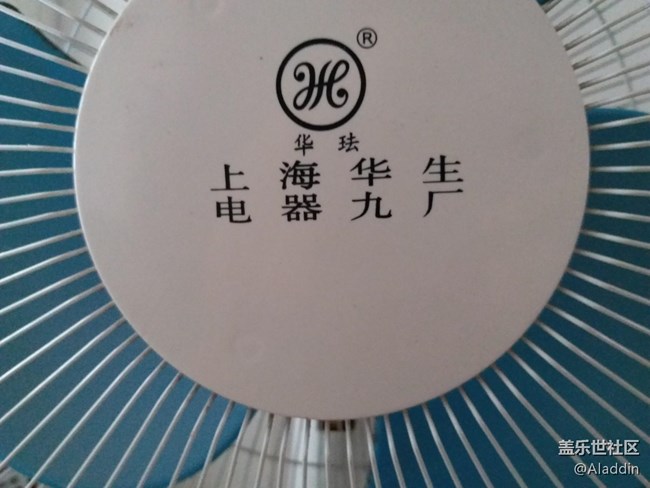 ®
华珐
上海华生
电器九厂
盖乐世社区
@Aladdin